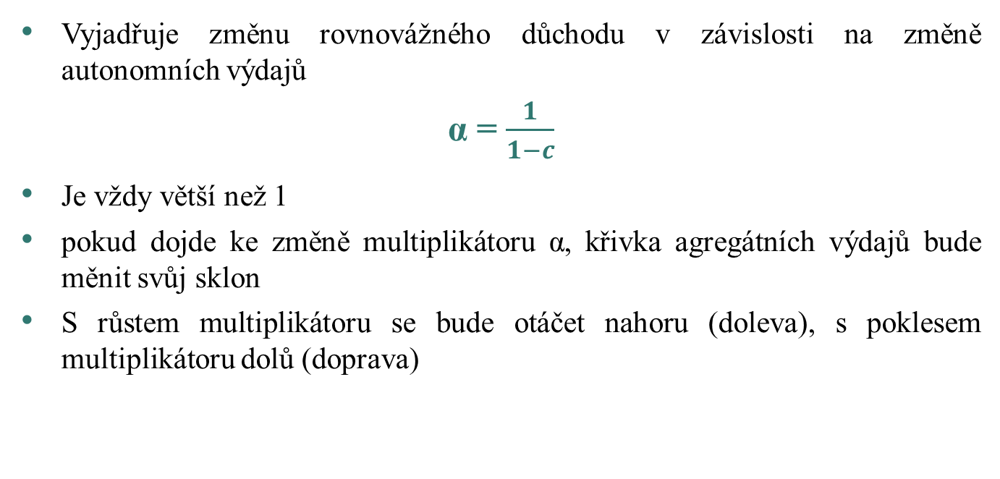 • Vyjadřuje změnu rovnovážného důchodu v závislosti na změně
autonomních výdajů
α = 1/(1−c)
• Je vždy větší než 1
• pokud dojde ke změně multiplikátoru α, křivka agregátních výdajů bude
měnit svůj sklon
• S růstem multiplikátoru se bude otáčet nahoru (doleva), s poklesem
multiplikátoru dolů (doprava)